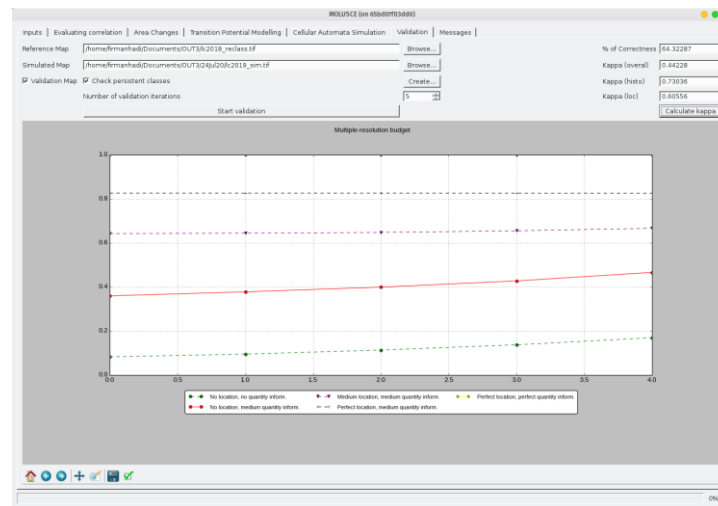 MOLUSCE (on 65bd0ff03dd0)
Inputs Evaluating correlation Area Changes Transition Potential Modelling Cellular Automata Simulation Validation Messages
Reference Map /home/firmanhadi/Documents/OUT3/lc2018_reclass.tif Browse... % of Correctness 64.32287
Simulated Map /home/firmanhadi/Documents/OUT3/24jul20/lc2019_sim.tif Browse... Kappa (overal) 0.44228
Validation Map Check persistent classes Create... Kappa (histo) 0.73036
Number of validation iterations 5 Kappa (loc) 0.60556
Start validation Calculate kappa
Multiple-resolution budget
1.0
0.8
0.6
0.4
0.2
0.0
0.0 0.5 1.0 1.5 2.0 2.5 3.0 3.5 4.0
No location, no quantity inform. Medium location, medium quantity inform. Perfect location, perfect quantity inform.
No location, medium quantity inform. Perfect location, medium quantity inform.
0%